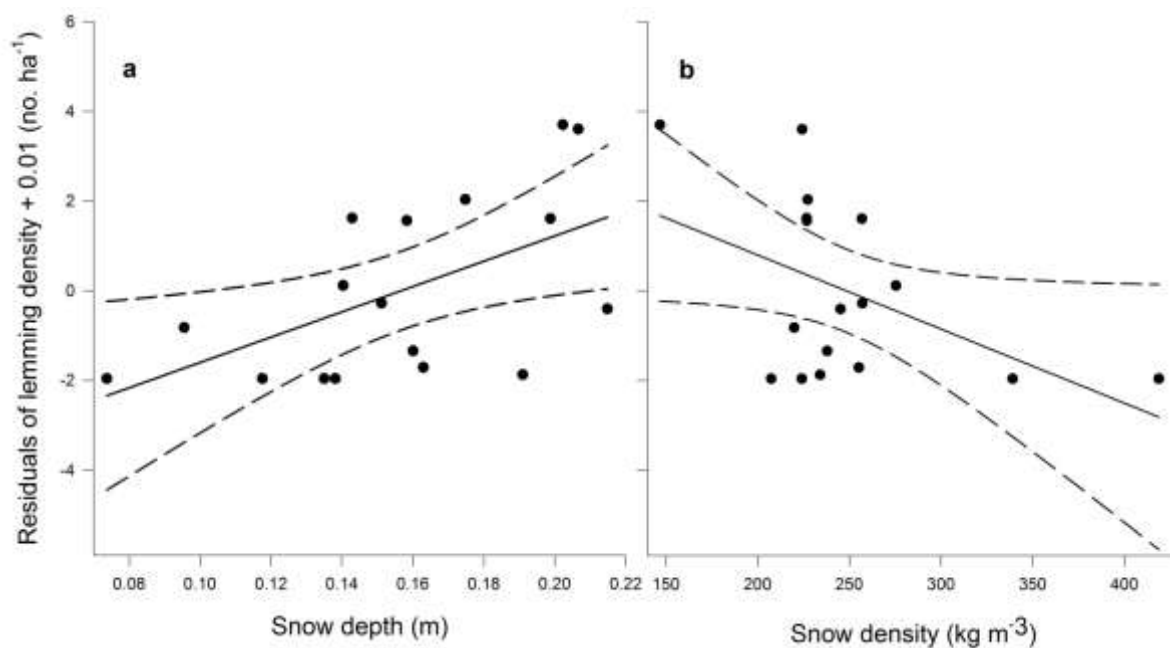 Residuals of lemming density + 0.01 (no. ha-1)
6
4
2
0
-2
-4
a
b
0.08 0.10 0.12 0.14 0.16 0.18 0.20 0.22
150 200 250 300 350 400
Snow depth (m)
Snow density (kg m-3)